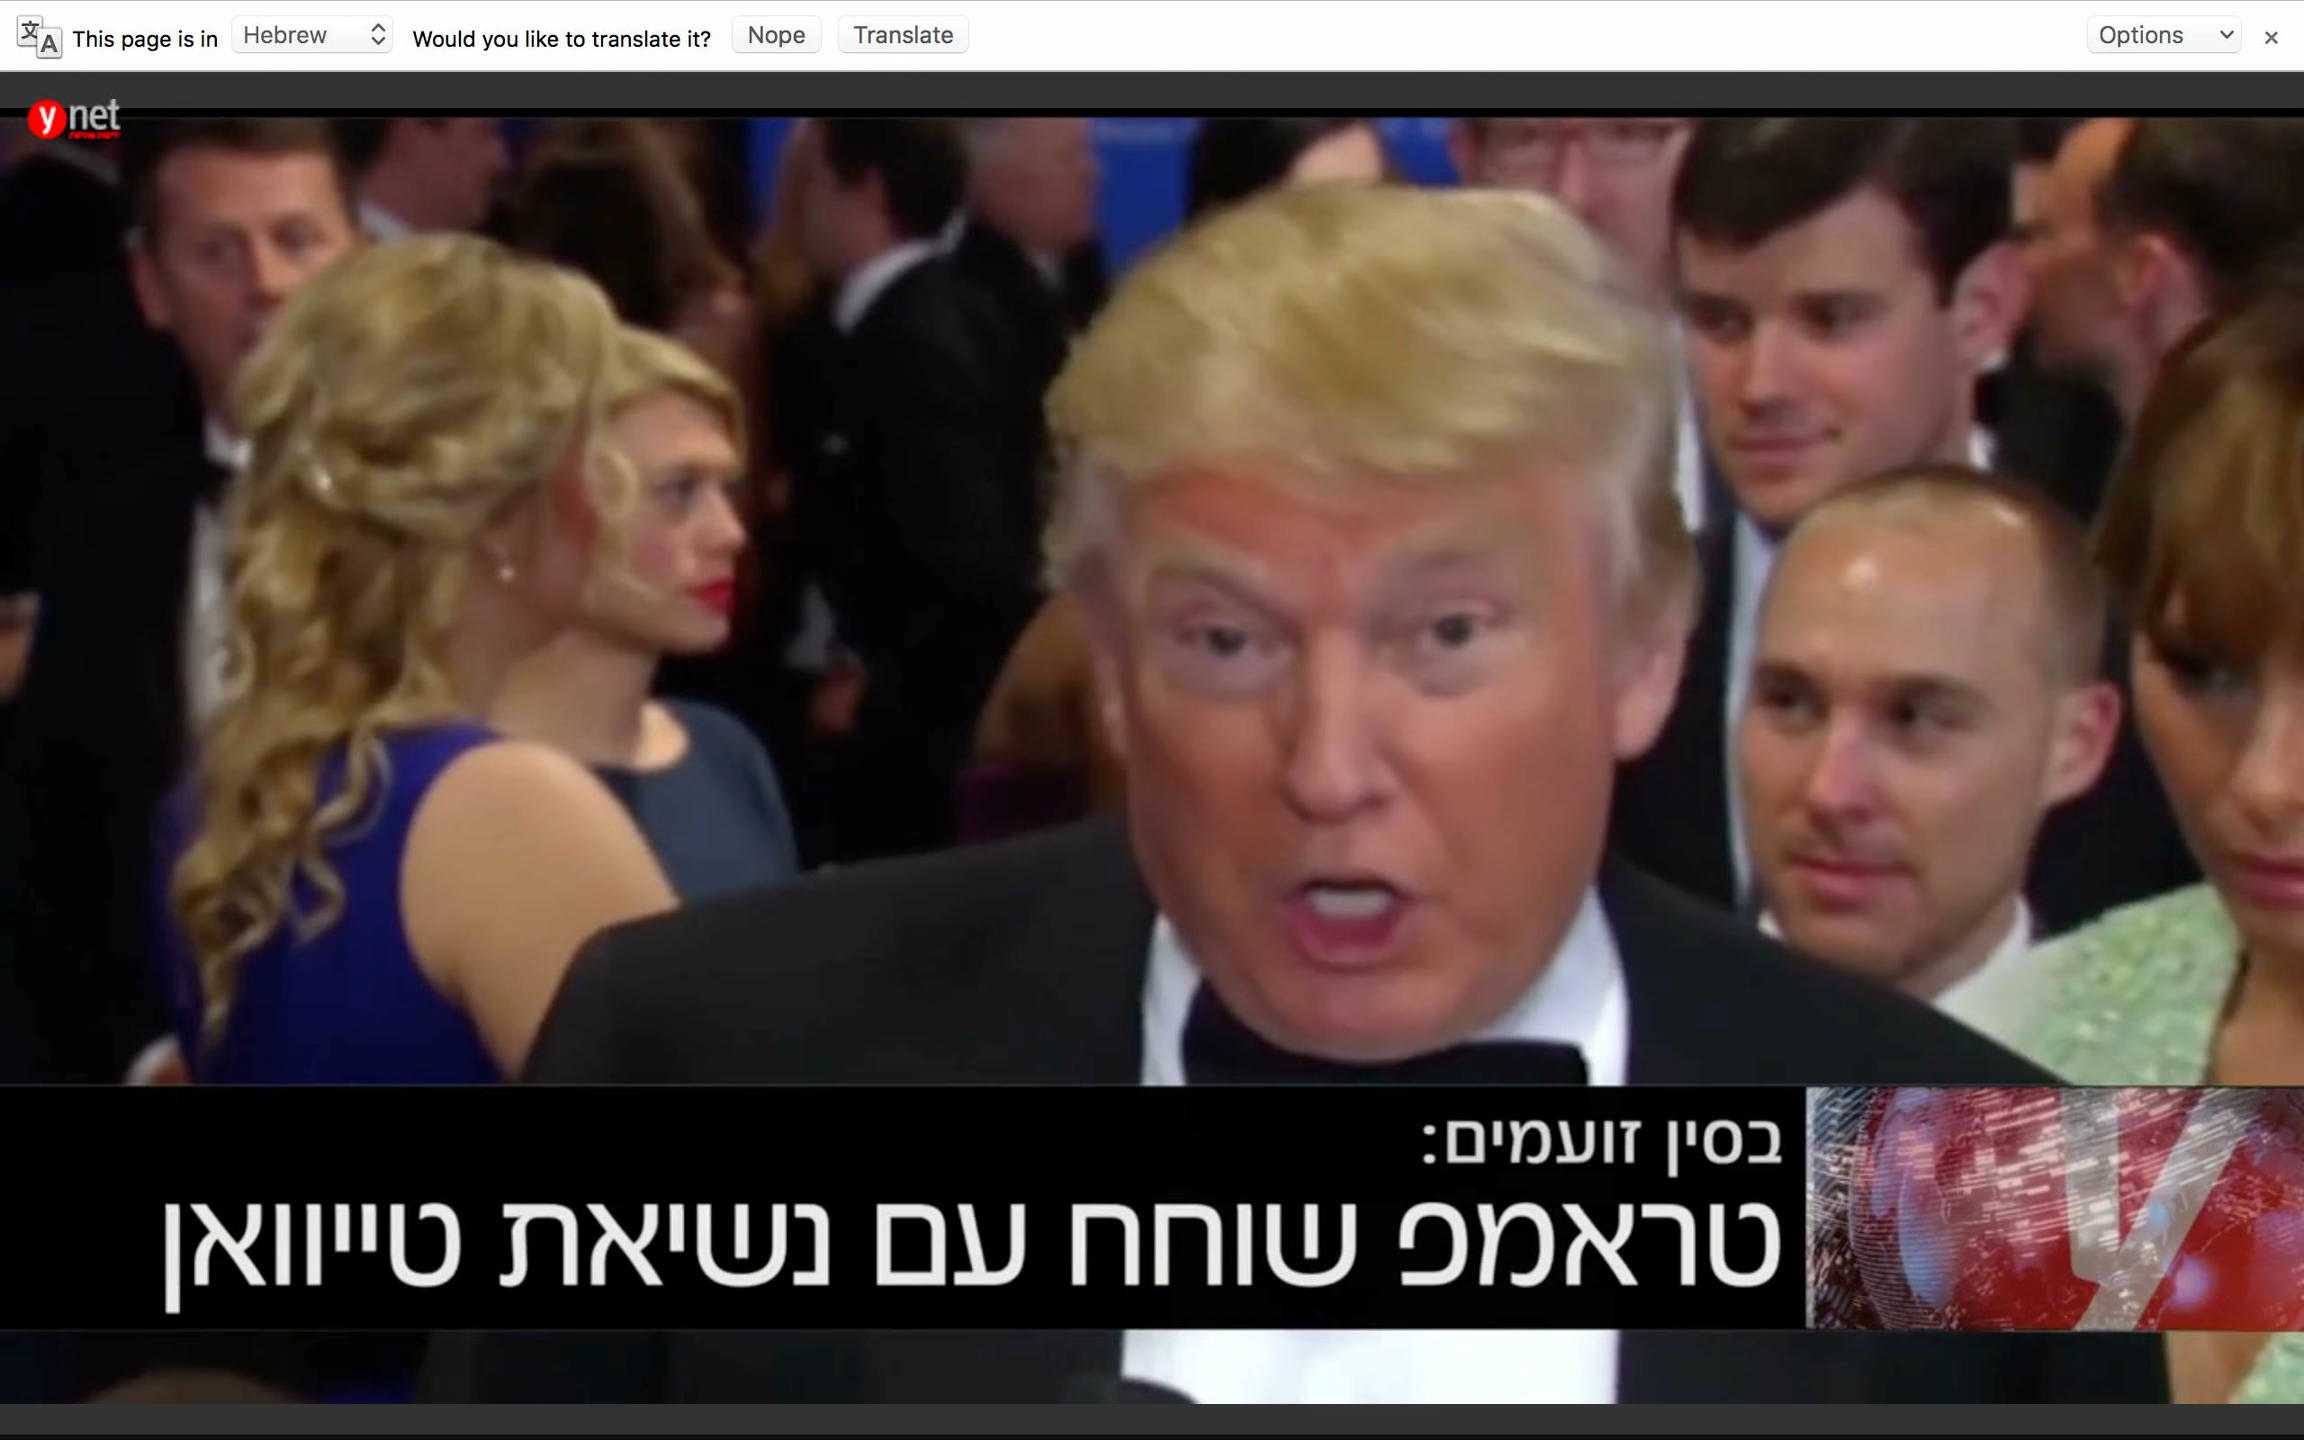 This page is in Hebrew Would you like to translate it? Nope Translate Options
ynet
בסין זועמים:
טראמפ שוחח עם נשיאת טייוואן